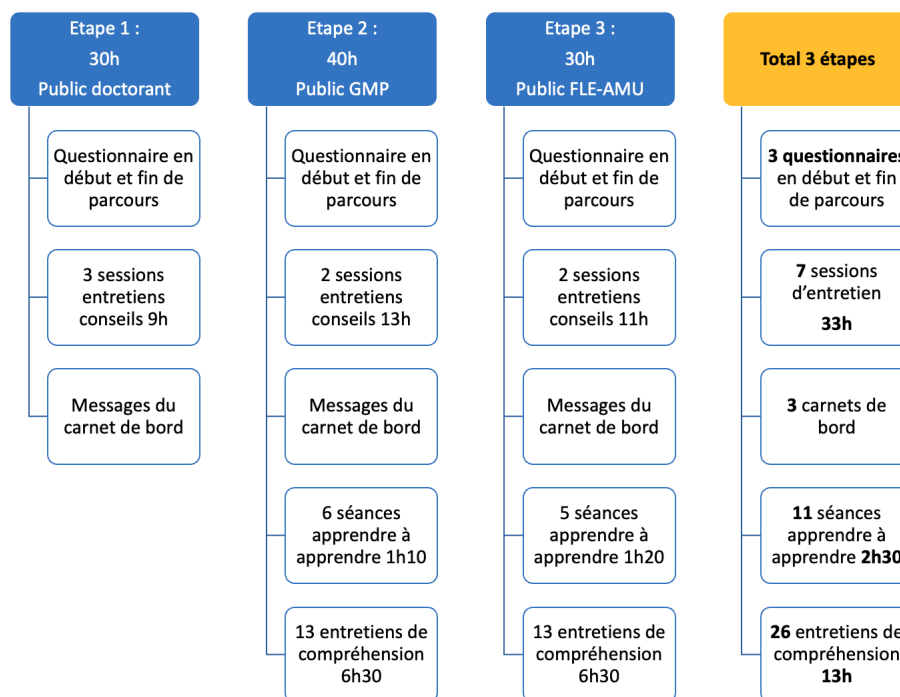 Etape 1 :
30h
Public doctorant
Questionnaire en
début et fin de
parcours
3 sessions
entretiens
conseils 9h
Messages du
carnet de bord
Etape 2 :
40h
Public GMP
Questionnaire en
début et fin de
parcours
2 sessions
entretiens
conseils 13h
Messages du
carnet de bord
6 séances
apprendre à
apprendre 1h10
13 entretiens de
compréhension
6h30
Etape 3 :
30h
Public FLE-AMU
Questionnaire en
début et fin de
parcours
2 sessions
entretiens
conseils 11h
Messages du
carnet de bord
5 séances
apprendre à
apprendre 1h20
13 entretiens de
compréhension
6h30
Total 3 étapes
3 questionnaires
en début et fin
de parcours
7 sessions
d’entretien
33h
3 carnets de
bord
11 séances
apprendre à
apprendre 2h30
26 entretiens de
compréhension
13h